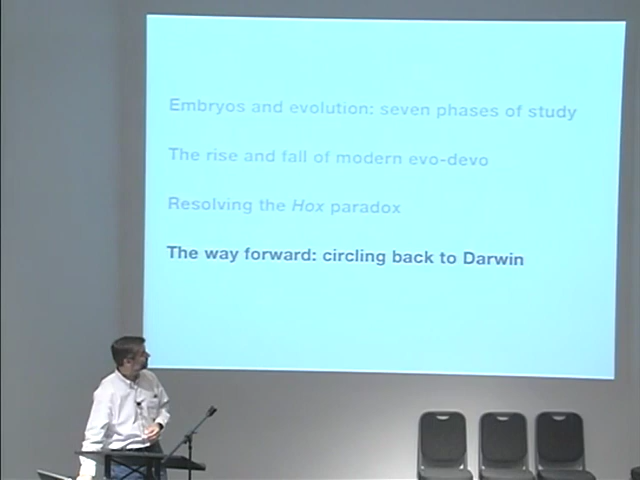 Embryos and evolution: seven phases of study
The rise and fall of modern evo-devo
Resolving the Hox paradox
The way forward: circling back to Darwin